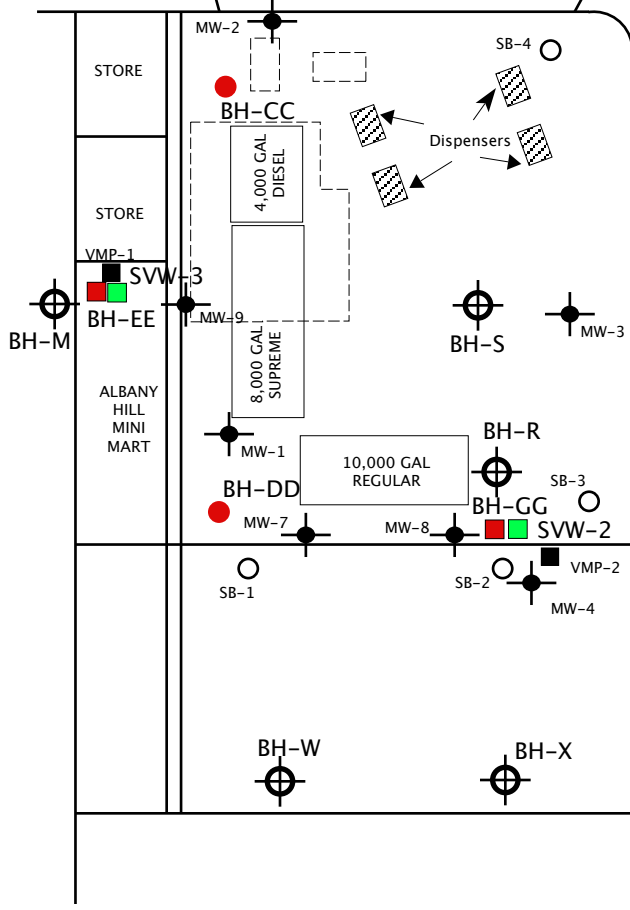 MW-2
SB-4
STORE
BH-CC
4,000 GAL
DIESEL
Dispensers
STORE
VMP-1
SVW-3
BH-EE
MW-9
BH-M
BH-S
MW-3
8,000 GAL
SUPREME
ALBANY
HILL
MINI
MART
MW-1
BH-R
10,000 GAL
REGULAR
SB-3
BH-DD
BH-GG
MW-7
MW-8
SVW-2
SB-1
SB-2
VMP-2
MW-4
BH-W
BH-X